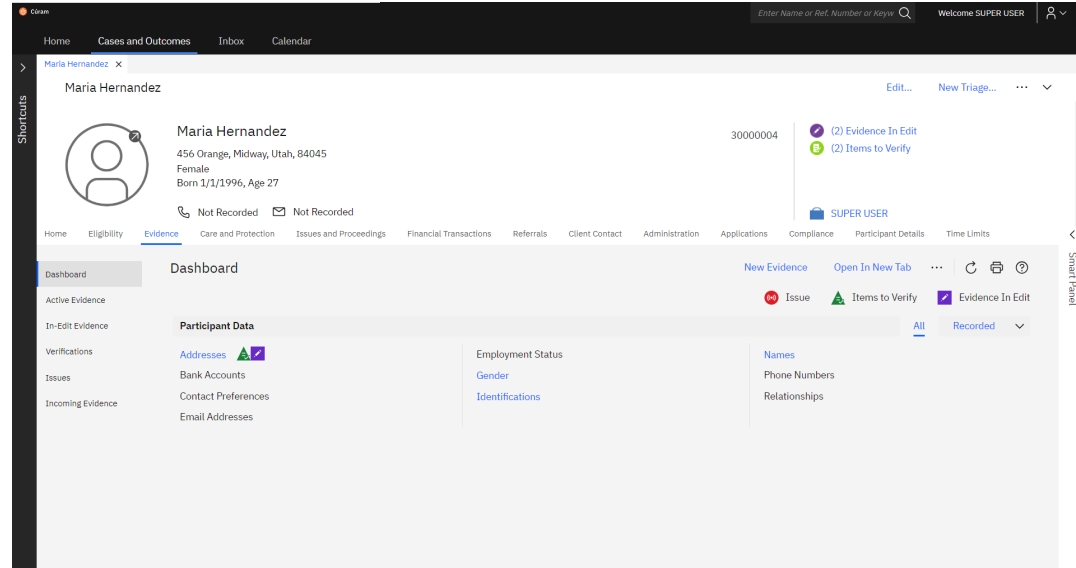 Cúram
Enter Name or Ref. Number or Keyw
Welcome SUPER USER
Home Cases and Outcomes Inbox Calendar
Shortcuts
Maria Hernandez
Maria Hernandez
Edit... New Triage... ...
Maria Hernandez
456 Orange, Midway, Utah, 84045
Female
Born 1/1/1996, Age 27
Not Recorded Not Recorded
30000004
(2) Evidence In Edit
(2) Items to Verify
SUPER USER
Home Eligibility Evidence Care and Protection Issues and Proceedings Financial Transactions Referrals Client Contact Administration Applications Compliance Participant Details Time Limits
Smart Panel
Dashboard
Active Evidence
In-Edit Evidence
Verifications
Issues
Incoming Evidence
Dashboard
New Evidence Open In New Tab ...
Issue Items to Verify Evidence In Edit
Participant Data
All Recorded
Addresses
Bank Accounts
Contact Preferences
Email Addresses
Employment Status
Gender
Identifications
Names
Phone Numbers
Relationships